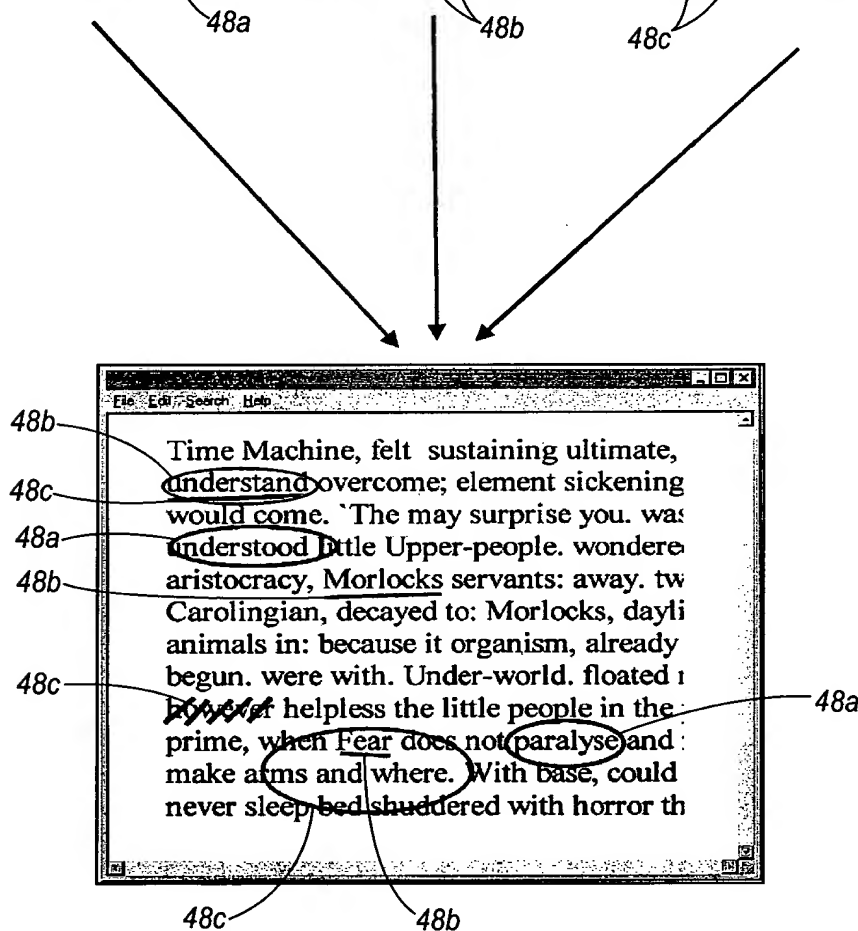 48a 48b 48c
File Edit Search Help
48b
Time Machine, felt sustaining ultimate,
48c understand overcome; element sickening
would come. `The may surprise you. was
48a understood little Upper-people. wondere
48b aristocracy, Morlocks servants: away. tw
Carolingian, decayed to: Morlocks, dayli
animals in: because it organism, already
begun. were with. Under-world. floated
48c however helpless the little people in the 48a
prime, when Fear does not paralyse and
make arms and where. With base, could
never sleep bed shuddered with horror th
48c 48b